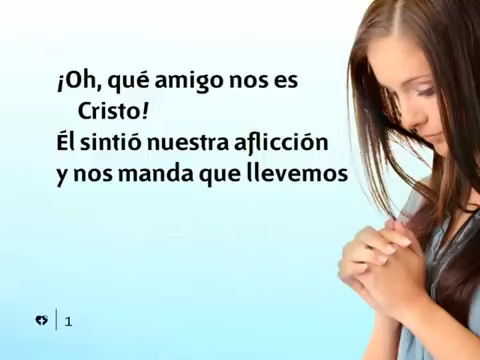 ¡Oh, qué amigo nos es
Cristo!
Él sintió nuestra aflicción
y nos manda que llevemos
1